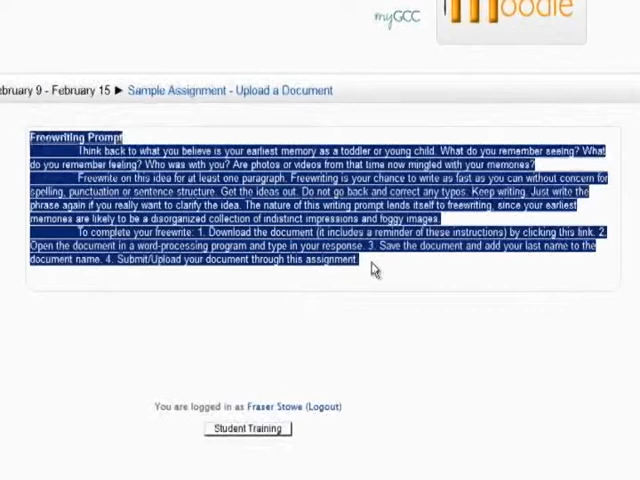 myGCC
moodle
ebruary 9 - February 15 ► Sample Assignment - Upload a Document
Freewriting Prompt
Think back to what you believe is your earliest memory as a toddler or young child. What do you remember seeing? What
do you remember feeling? Who was with you? Are photos or videos from that time now mingled with your memories?
Freewrite on this idea for at least one paragraph. Freewriting is your chance to write as fast as you can without concern for
spelling, punctuation or sentence structure. Get the ideas out. Do not go back and correct any typos. Keep writing. Just write the
phrase again if you really want to clarify the idea. The nature of this writing prompt lends itself to freewriting, since your earliest
memories are likely to be a disorganized collection of indistinct impressions and foggy images.
To complete your freewrite: 1. Download the document (it includes a reminder of these instructions) by clicking this link. 2.
Open the document in a word-processing program and type in your response. 3. Save the document and add your last name to the
document name. 4. Submit/Upload your document through this assignment.
You are logged in as Fraser Stowe (Logout)
Student Training